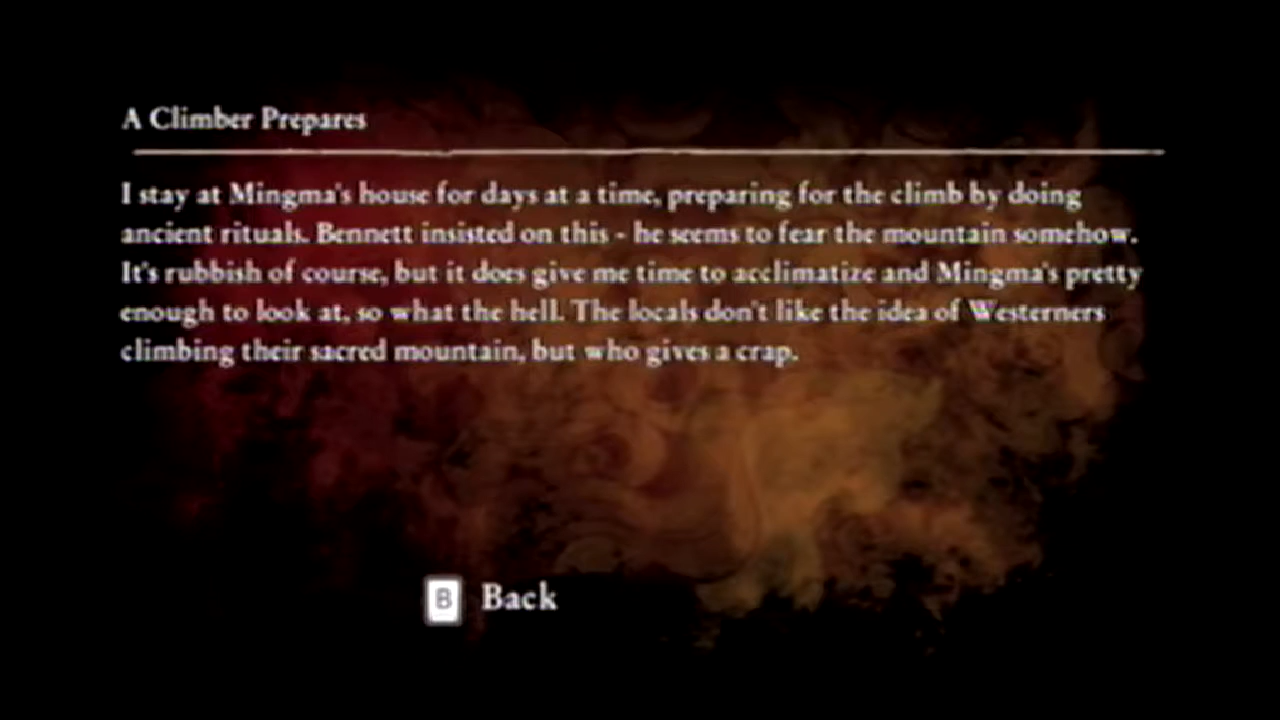 A Climber Prepares
I stay at Mingma's house for days at a time, preparing for the climb by doing
ancient rituals. Bennett insisted on this - he seems to fear the mountain somehow.
It's rubbish of course, but it does give me time to acclimatize and Mingma's pretty
enough to look at, so what the hell. The locals don't like the idea of Westerners
climbing their sacred mountain, but who gives a crap.
B Back